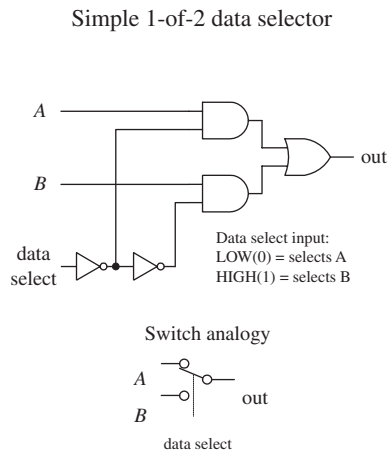 Simple 1-of-2 data selector
A
B
out
data
select
Data select input:
LOW(0) = selects A
HIGH(1) = selects B
Switch analogy
A
B
out
data select